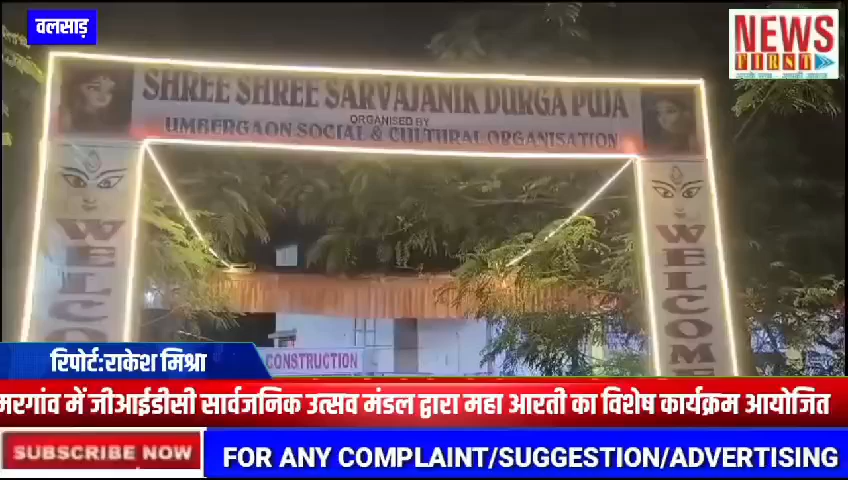 वलसाड़
NEWS
FIRST
SHREE SHREE SARVAJANIK DURGA PUJA
ORGANISED BY
UMBERGAON SOCIAL & CULTURAL ORGANISATION
WELCOME
WELCOME
CONSTRUCTION
रिपोर्ट:राकेश मिश्रा
मरगांव में जीआईडीसी सार्वजनिक उत्सव मंडल द्वारा महा आरती का विशेष कार्यक्रम आयोजित
SUBSCRIBE NOW
FOR ANY COMPLAINT/SUGGESTION/ADVERTISING